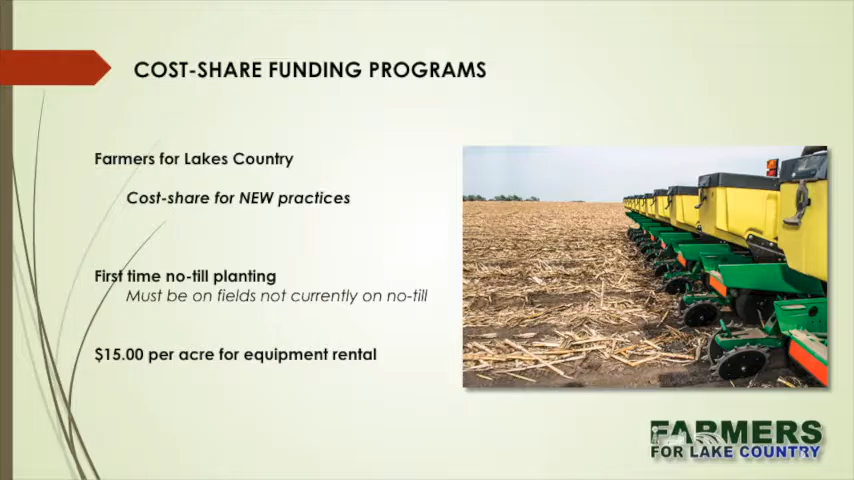 COST-SHARE FUNDING PROGRAMS
Farmers for Lakes Country
Cost-share for NEW practices
First time no-till planting
Must be on fields not currently on no-till
$15.00 per acre for equipment rental
FARMERS
FOR LAKE COUNTRY